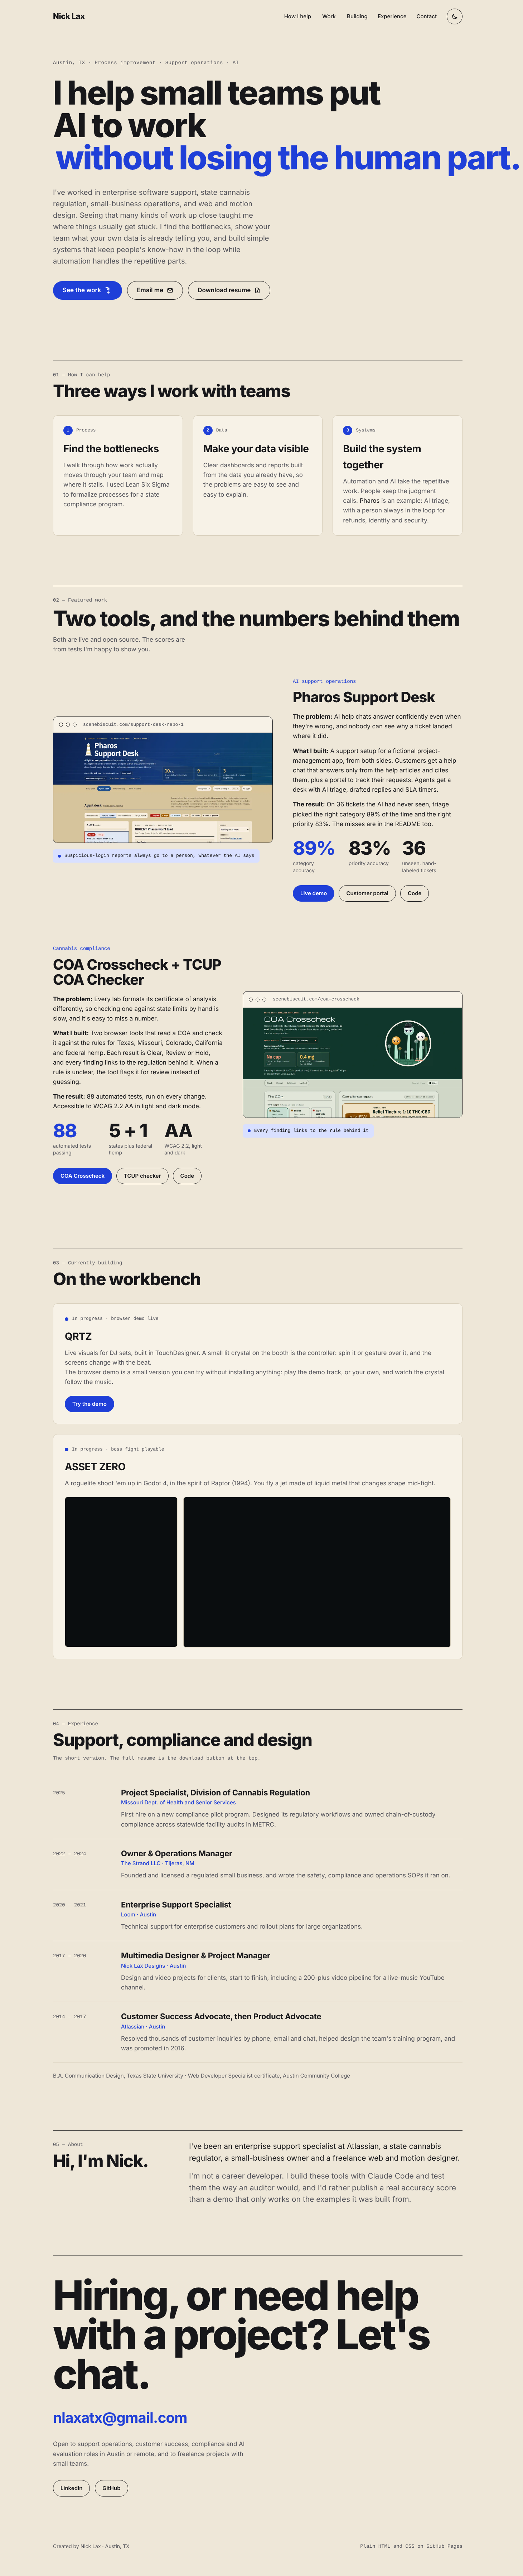 Nick Lax
How I help Work Building Experience Contact
Austin, TX · Process improvement · Support operations · AI
I help small teams put
AI to work
without losing the human part.
I've worked in enterprise software support, state cannabis
regulation, small-business operations, and web and motion
design. Seeing that many kinds of work up close taught me
where things usually get stuck. I find the bottlenecks, show your
team what your own data is already telling you, and build simple
systems that keep people's know-how in the loop while
automation handles the repetitive parts.
See the work Email me Download resume
01 — How I can help
Three ways I work with teams
1 Process
Find the bottlenecks
I walk through how work actually
moves through your team and map
where it stalls. I used Lean Six Sigma
to formalize processes for a state
compliance program.
2 Data
Make your data visible
Clear dashboards and reports built
from the data you already have, so
the problems are easy to see and
easy to explain.
3 Systems
Build the system
together
Automation and AI take the repetitive
work. People keep the judgment
calls. Pharos is an example: AI triage,
with a person always in the loop for
refunds, identity and security.
02 — Featured work
Two tools, and the numbers behind them
Both are live and open source. The scores are
from tests I'm happy to show you.
scenebiscuit.com/support-desk-repo-1
Pharos
Support Desk
Suspicious-login reports always go to a person, whatever the AI says
AI support operations
Pharos Support Desk
The problem: AI help chats answer confidently even when
they're wrong, and nobody can see why a ticket landed
where it did.
What I built: A support setup for a fictional project-
management app, from both sides. Customers get a help
chat that answers only from the help articles and cites
them, plus a portal to track their requests. Agents get a
desk with AI triage, drafted replies and SLA timers.
The result: On 36 tickets the AI had never seen, triage
picked the right category 89% of the time and the right
priority 83%. The misses are in the README too.
89% 83% 36
category
accuracy
priority accuracy
unseen, hand-
labeled tickets
Live demo Customer portal Code
Cannabis compliance
COA Crosscheck + TCUP
COA Checker
The problem: Every lab formats its certificate of analysis
differently, so checking one against state limits by hand is
slow, and it's easy to miss a number.
What I built: Two browser tools that read a COA and check
it against the rules for Texas, Missouri, Colorado, California
and federal hemp. Each result is Clear, Review or Hold,
and every finding links to the regulation behind it. When a
rule is unclear, the tool flags it for review instead of
guessing.
The result: 88 automated tests, run on every change.
Accessible to WCAG 2.2 AA in light and dark mode.
88 5 + 1 AA
automated tests
passing
states plus federal
hemp
WCAG 2.2, light
and dark
COA Crosscheck TCUP checker Code
scenebiscuit.com/coa-crosscheck
COA Crosscheck
No cap
0.4 mg
Relief Tincture 1:10 THC:CBD
Every finding links to the rule behind it
03 — Currently building
On the workbench
In progress · browser demo live
QRTZ
Live visuals for DJ sets, built in TouchDesigner. A small lit crystal on the booth is the controller: spin it or gesture over it, and the
screens change with the beat.
The browser demo is a small version you can try without installing anything: play the demo track, or your own, and watch the crystal
follow the music.
Try the demo
In progress · boss fight playable
ASSET ZERO
A roguelite shoot 'em up in Godot 4, in the spirit of Raptor (1994). You fly a jet made of liquid metal that changes shape mid-fight.
04 — Experience
Support, compliance and design
The short version. The full resume is the download button at the top.
2025
Project Specialist, Division of Cannabis Regulation
Missouri Dept. of Health and Senior Services
First hire on a new compliance pilot program. Designed its regulatory workflows and owned chain-of-custody
compliance across statewide facility audits in METRC.
2022 — 2024
Owner & Operations Manager
The Strand LLC · Tijeras, NM
Founded and licensed a regulated small business, and wrote the safety, compliance and operations SOPs it ran on.
2020 — 2021
Enterprise Support Specialist
Loom · Austin
Technical support for enterprise customers and rollout plans for large organizations.
2017 — 2020
Multimedia Designer & Project Manager
Nick Lax Designs · Austin
Design and video projects for clients, start to finish, including a 200-plus video pipeline for a live-music YouTube
channel.
2014 — 2017
Customer Success Advocate, then Product Advocate
Atlassian · Austin
Resolved thousands of customer inquiries by phone, email and chat, helped design the team's training program, and
was promoted in 2016.
B.A. Communication Design, Texas State University · Web Developer Specialist certificate, Austin Community College
05 — About
Hi, I'm Nick.
I've been an enterprise support specialist at Atlassian, a state cannabis
regulator, a small-business owner and a freelance web and motion designer.
I'm not a career developer. I build these tools with Claude Code and test
them the way an auditor would, and I'd rather publish a real accuracy score
than a demo that only works on the examples it was built from.
Hiring, or need help
with a project? Let's
chat.
nlaxatx@gmail.com
Open to support operations, customer success, compliance and AI
evaluation roles in Austin or remote, and to freelance projects with
small teams.
LinkedIn GitHub
Created by Nick Lax · Austin, TX
Plain HTML and CSS on GitHub Pages